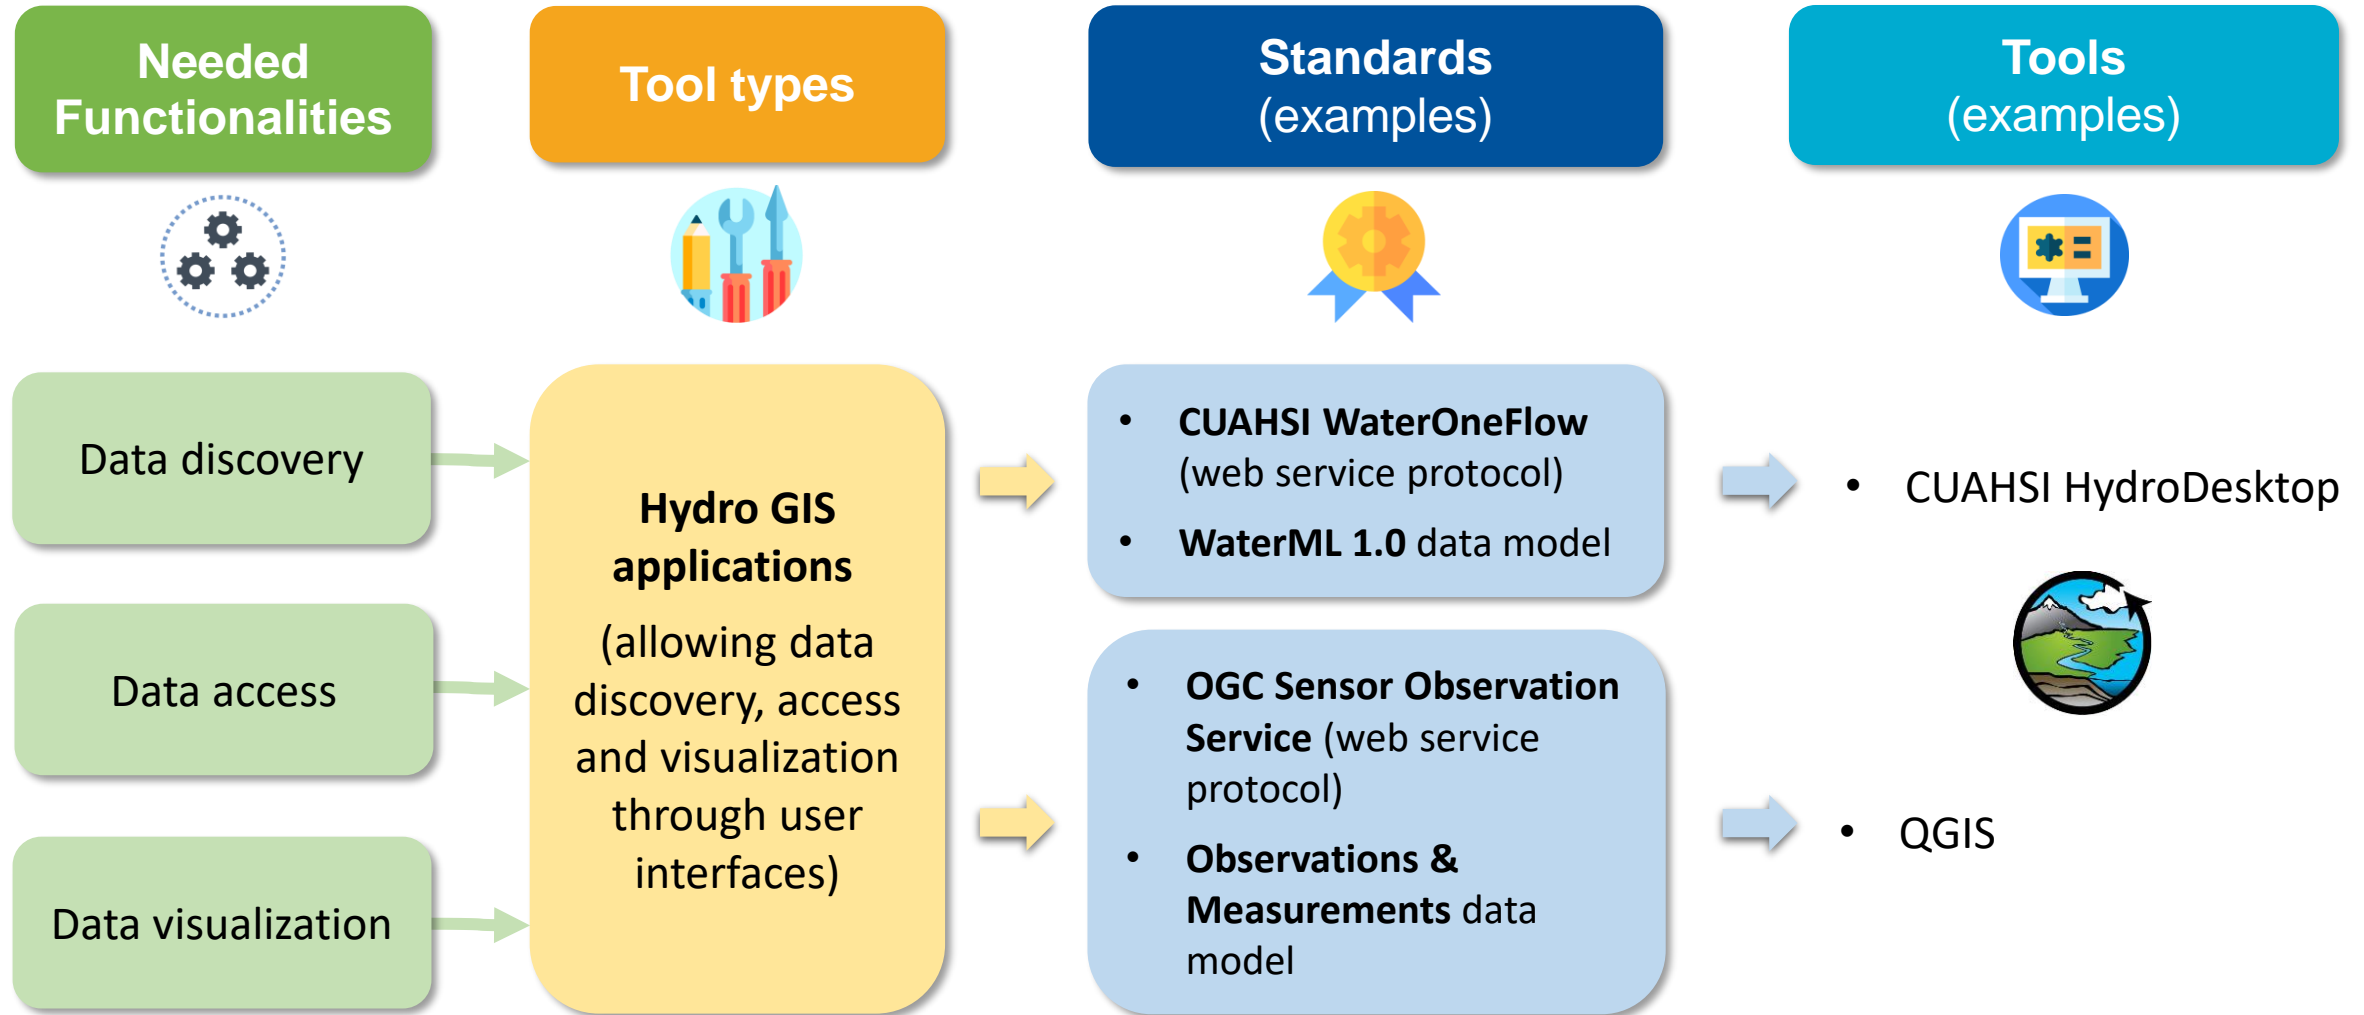 Needed
Functionalities
Tool types
Standards
(examples)
Tools
(examples)
Data discovery
Data access
Data visualization
Hydro GIS
applications
(allowing data
discovery, access
and visualization
through user
interfaces)
• CUAHSI WaterOneFlow
(web service protocol)
• WaterML 1.0 data model
• OGC Sensor Observation
Service (web service
protocol)
• Observations &
Measurements data
model
• CUAHSI HydroDesktop
• QGIS